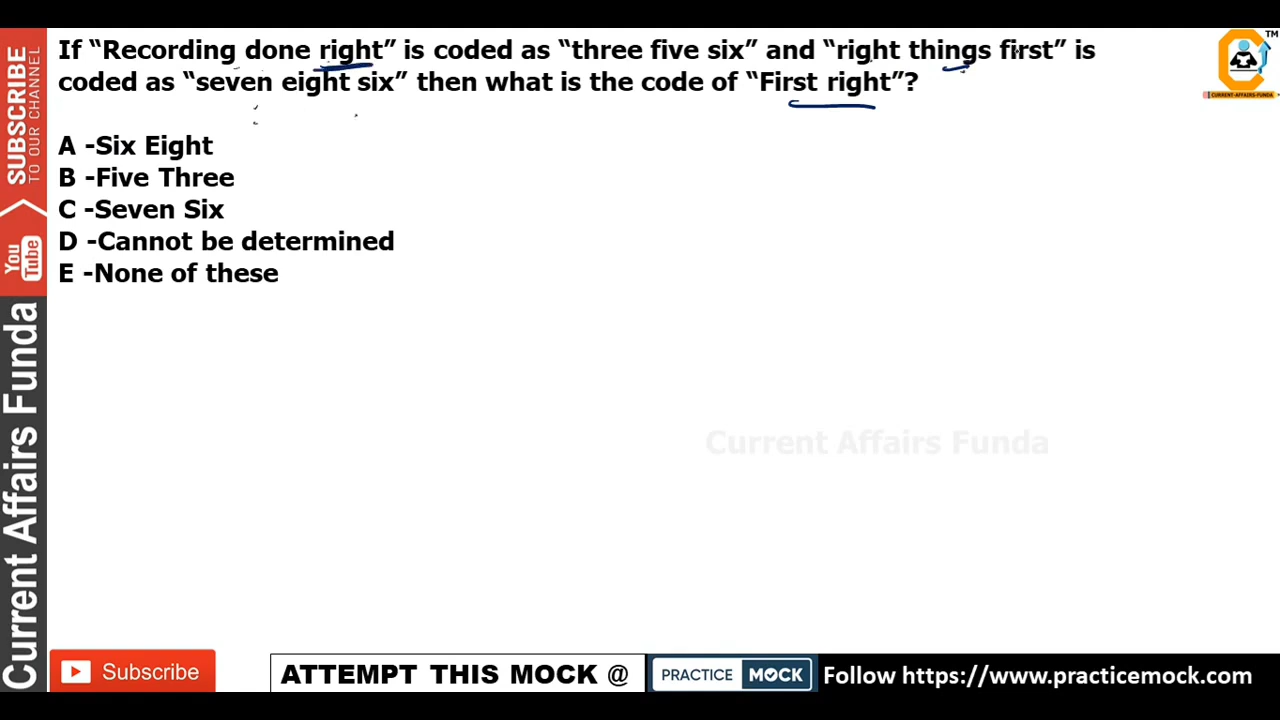 If “Recording done right” is coded as “three five six” and “right things first” is
coded as “seven eight six” then what is the code of “First right”?
A -Six Eight
B -Five Three
C -Seven Six
D -Cannot be determined
E -None of these
TM
CURRENT-AFFAIRS-FUNDA
SUBSCRIBE
TO OUR CHANNEL
You
Tube
Current Affairs Funda
Current Affairs Funda
Subscribe
ATTEMPT THIS MOCK @
PRACTICE MOCK
Follow https://www.practicemock.com